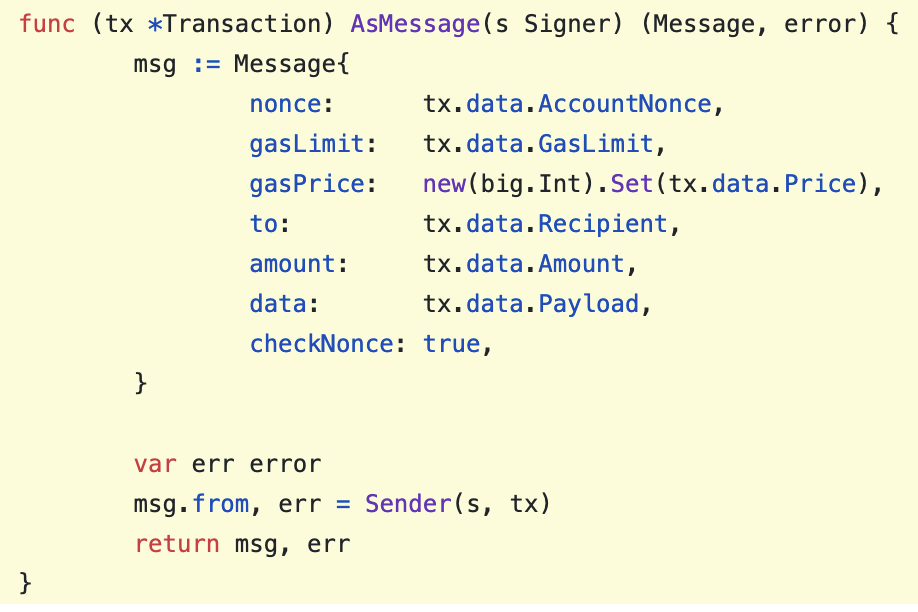 func (tx *Transaction) AsMessage(s Signer) (Message, error) {
        msg := Message{
                nonce:      tx.data.AccountNonce,
                gasLimit:   tx.data.GasLimit,
                gasPrice:   new(big.Int).Set(tx.data.Price),
                to:         tx.data.Recipient,
                amount:     tx.data.Amount,
                data:       tx.data.Payload,
                checkNonce: true,
        }

        var err error
        msg.from, err = Sender(s, tx)
        return msg, err
}